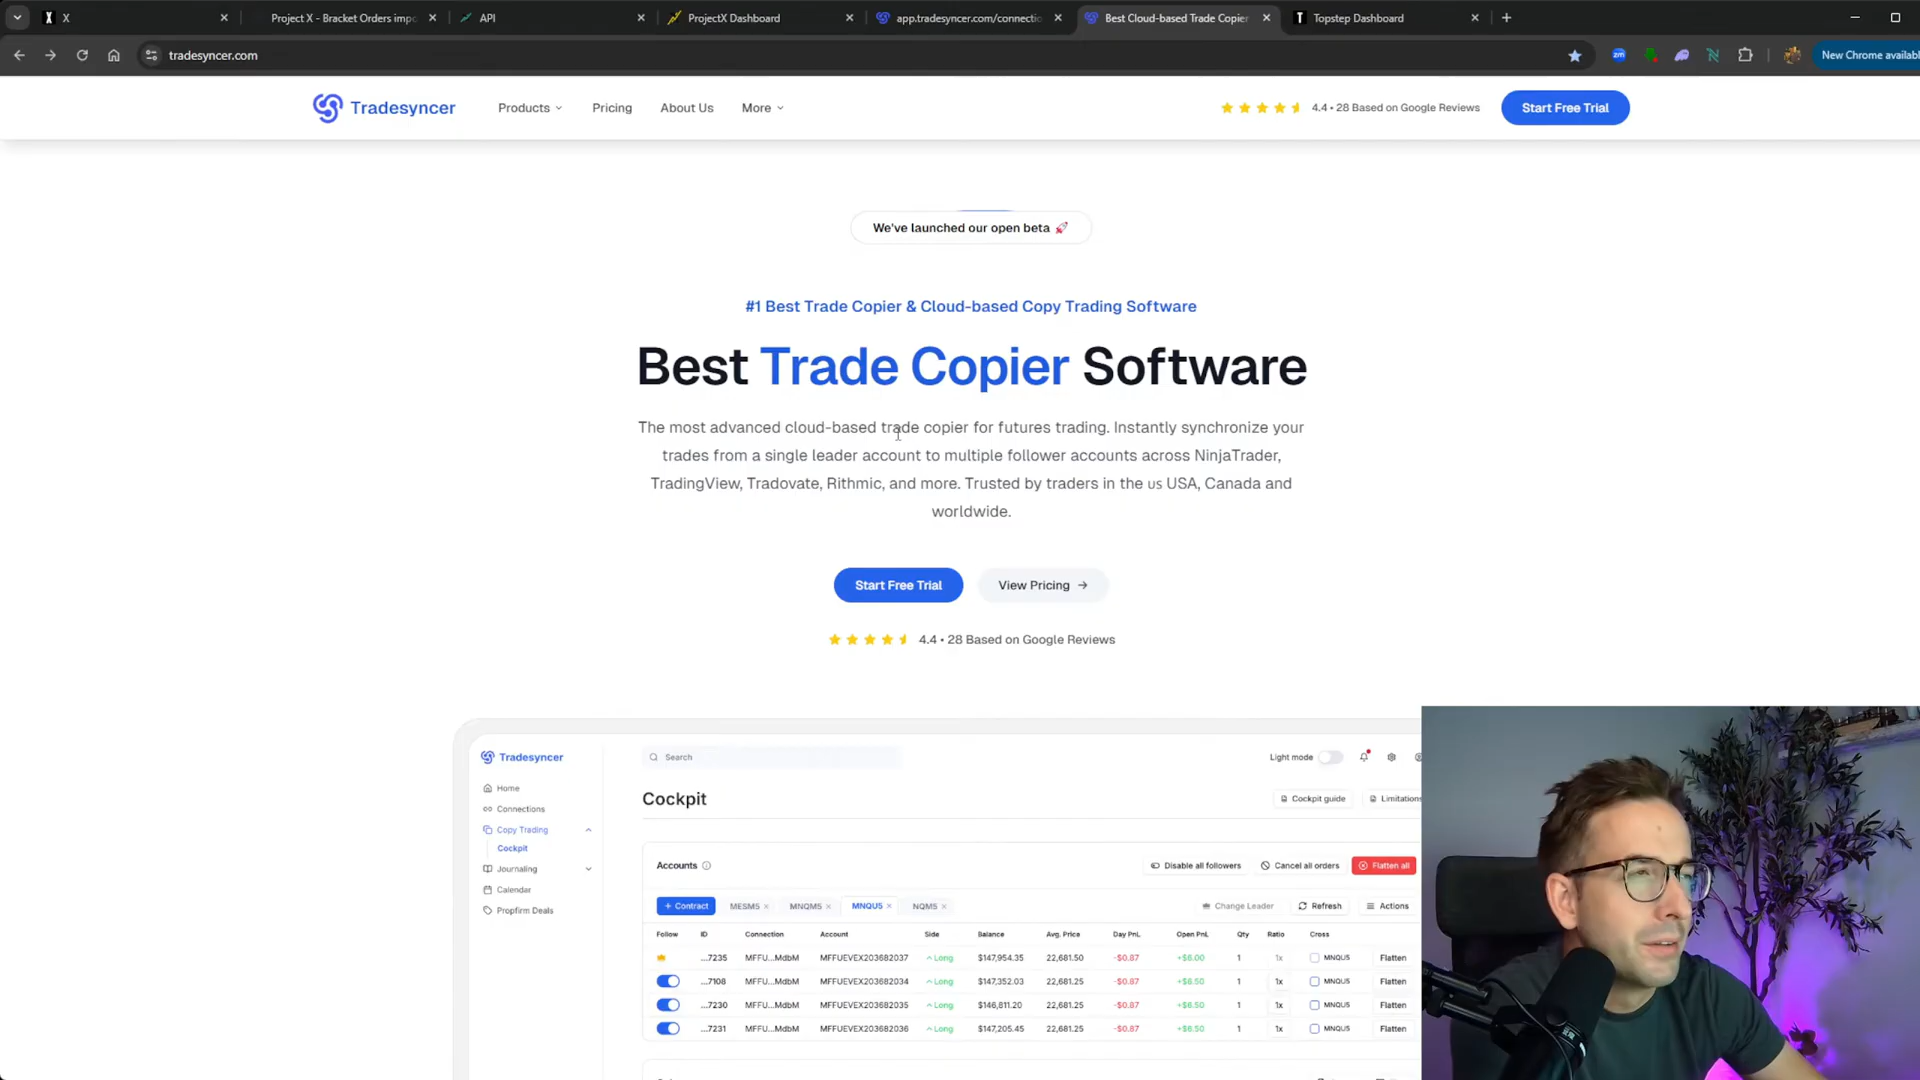 X
Project X - Bracket Orders impo
API
ProjectX Dashboard
app.tradesyncer.com/connectio
Best Cloud-based Trade Copier
Topstep Dashboard
tradesyncer.com
New Chrome available
Tradesyncer
Products
Pricing
About Us
More
4.4 • 28 Based on Google Reviews
Start Free Trial
We've launched our open beta 🚀
#1 Best Trade Copier & Cloud-based Copy Trading Software
Best Trade Copier Software
The most advanced cloud-based trade copier for futures trading. Instantly synchronize your
trades from a single leader account to multiple follower accounts across NinjaTrader,
TradingView, Tradovate, Rithmic, and more. Trusted by traders in the us USA, Canada and
worldwide.
Start Free Trial
View Pricing →
4.4 • 28 Based on Google Reviews
Tradesyncer
Search
Light mode
Home
Connections
Copy Trading
Cockpit
Journaling
Calendar
Propfirm Deals
Cockpit
Cockpit guide
Limitations
Accounts
Disable all followers
Cancel all orders
Flatten all
+ Contract
MESM5 ×
MNQM5 ×
MNQU5 ×
NQM5 ×
Change Leader
Refresh
Actions
Follow ID Connection Account Side Balance Avg. Price Day PnL Open PnL Qty Ratio Cross
...7235 MFFU...MdbM MFFUEVEX203682037 Long $147,954.35 22,681.50 -$0.87 +$6.00 1 1x MNQU5 Flatten
...7108 MFFU...MdbM MFFUEVEX203682034 Long $147,352.03 22,681.25 -$0.87 +$6.50 1 1x MNQU5 Flatten
...7230 MFFU...MdbM MFFUEVEX203682035 Long $146,811.20 22,681.25 -$0.87 +$6.50 1 1x MNQU5 Flatten
...7231 MFFU...MdbM MFFUEVEX203682036 Long $147,205.45 22,681.25 -$0.87 +$6.50 1 1x MNQU5 Flatten